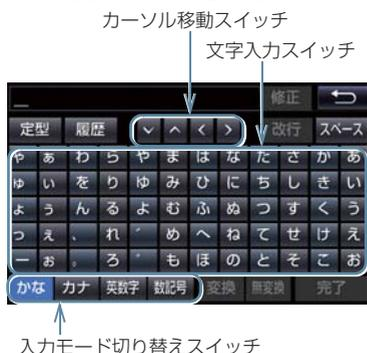 カーソル移動スイッチ
文字入力スイッチ
_ 修正
定型 履歴 ∨ ∧ < > 改行 スペース
ゃ ぁ わ ら や ま は な た さ か あ
ゅ ぃ を り ゆ み ひ に ち し き い
ょ ぅ ん る よ む ふ ぬ つ す く う
っ ぇ 、 れ ゛ め へ ね て せ け え
ー ぉ 。 ろ ゜ も ほ の と そ こ お
かな カナ 英数字 数記号 変換 無変換 完了
入力モード切り替えスイッチ